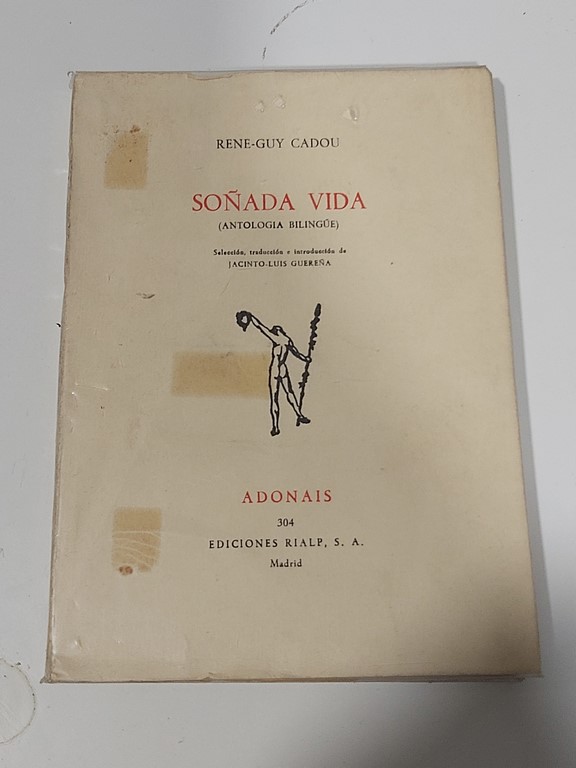 RENE-GUY CADOU
SOÑADA VIDA
(ANTOLOGIA BILINGÜE)
Selección, traducción e introducción de
JACINTO-LUIS GUEREÑA
ADONAIS
304
EDICIONES RIALP, S. A.
Madrid